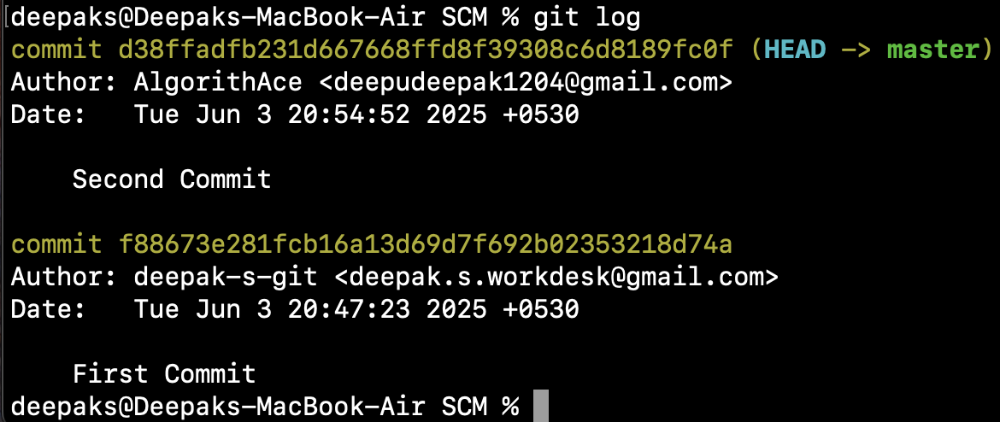 [deepaks@Deepaks-MacBook-Air SCM % git log
commit d38ffadfb231d667668ffd8f39308c6d8189fc0f (HEAD -> master)
Author: AlgorithAce <deepudeepak1204@gmail.com>
Date:   Tue Jun 3 20:54:52 2025 +0530
Second Commit
commit f88673e281fcb16a13d69d7f692b02353218d74a
Author: deepak-s-git <deepak.s.workdesk@gmail.com>
Date:   Tue Jun 3 20:47:23 2025 +0530
First Commit
deepaks@Deepaks-MacBook-Air SCM %